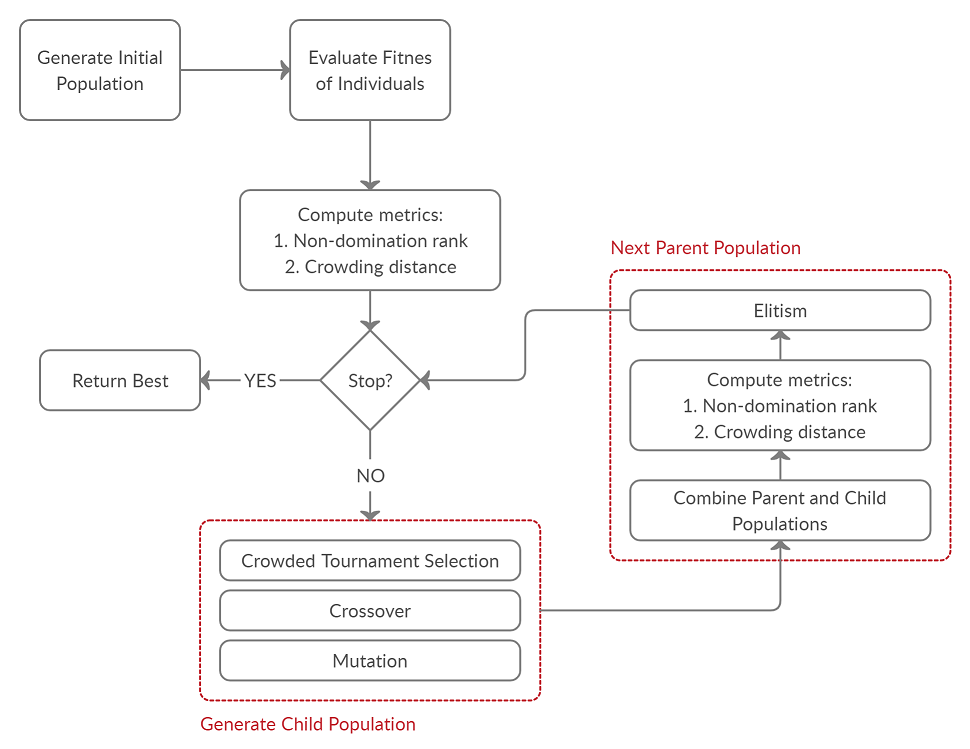 Generate Initial
Population
Evaluate Fitnes
of Individuals
Compute metrics:
1. Non-domination rank
2. Crowding distance
Stop?
YES
Return Best
NO
Crowded Tournament Selection
Crossover
Mutation
Generate Child Population
Next Parent Population
Elitism
Compute metrics:
1. Non-domination rank
2. Crowding distance
Combine Parent and Child
Populations